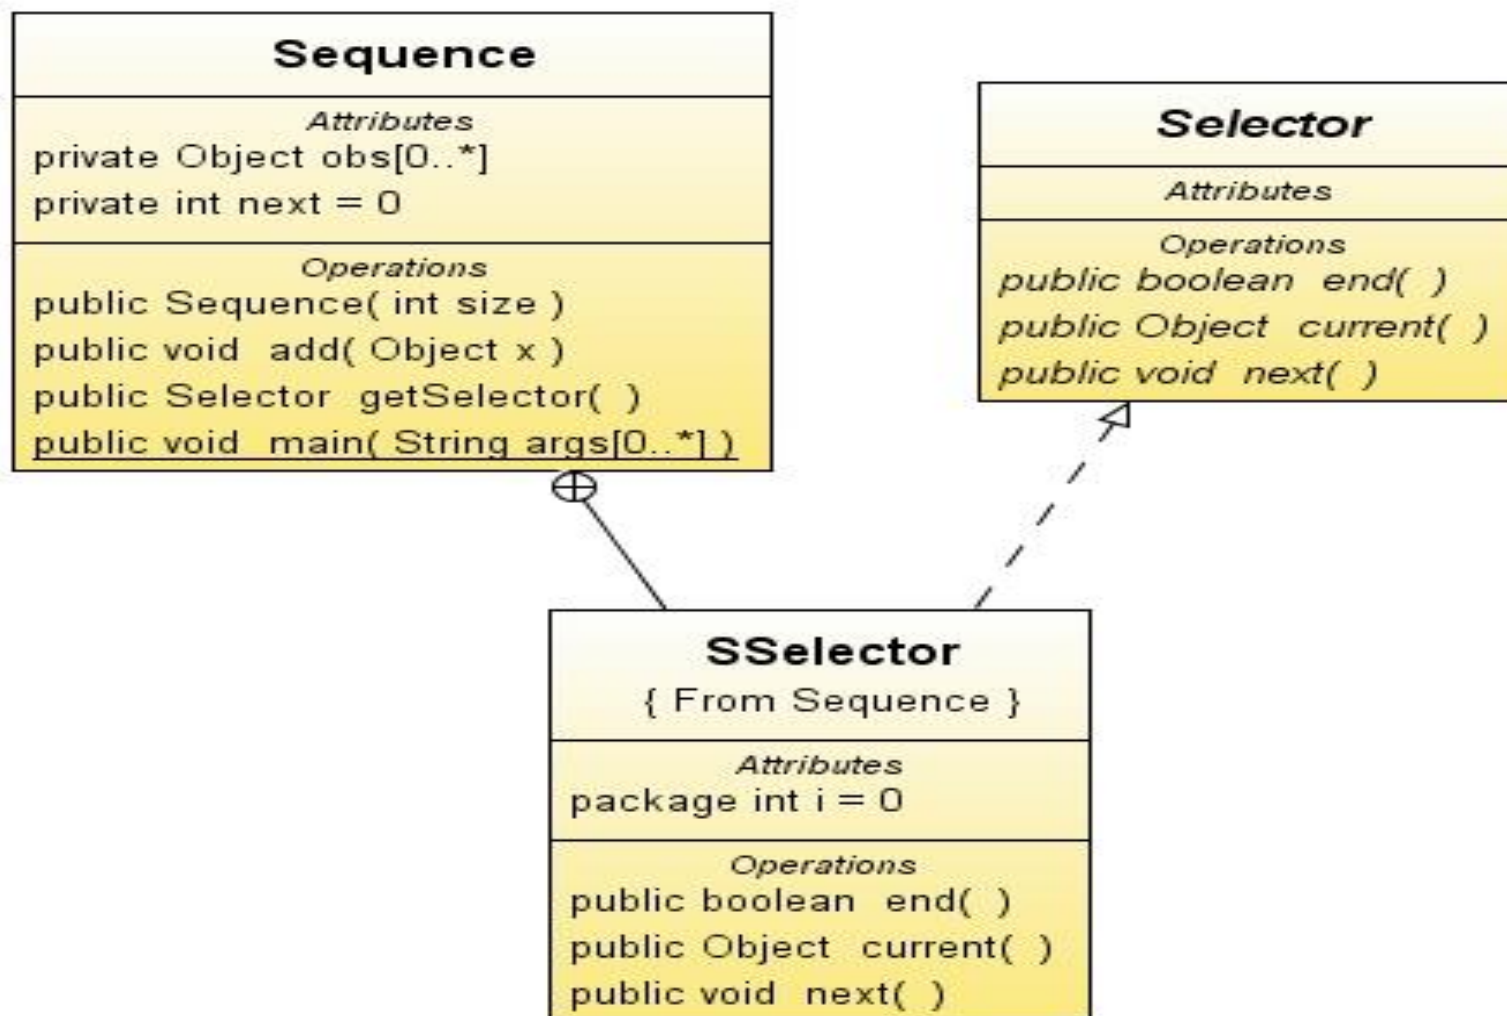 Sequence
Attributes
private Object obs[0..*]
private int next = 0
Operations
public Sequence( int size )
public void add( Object x )
public Selector getSelector( )
public void main( String args[0..*] )
Selector
Attributes
Operations
public boolean end( )
public Object current( )
public void next( )
SSelector
{ From Sequence }
Attributes
package int i = 0
Operations
public boolean end( )
public Object current( )
public void next( )